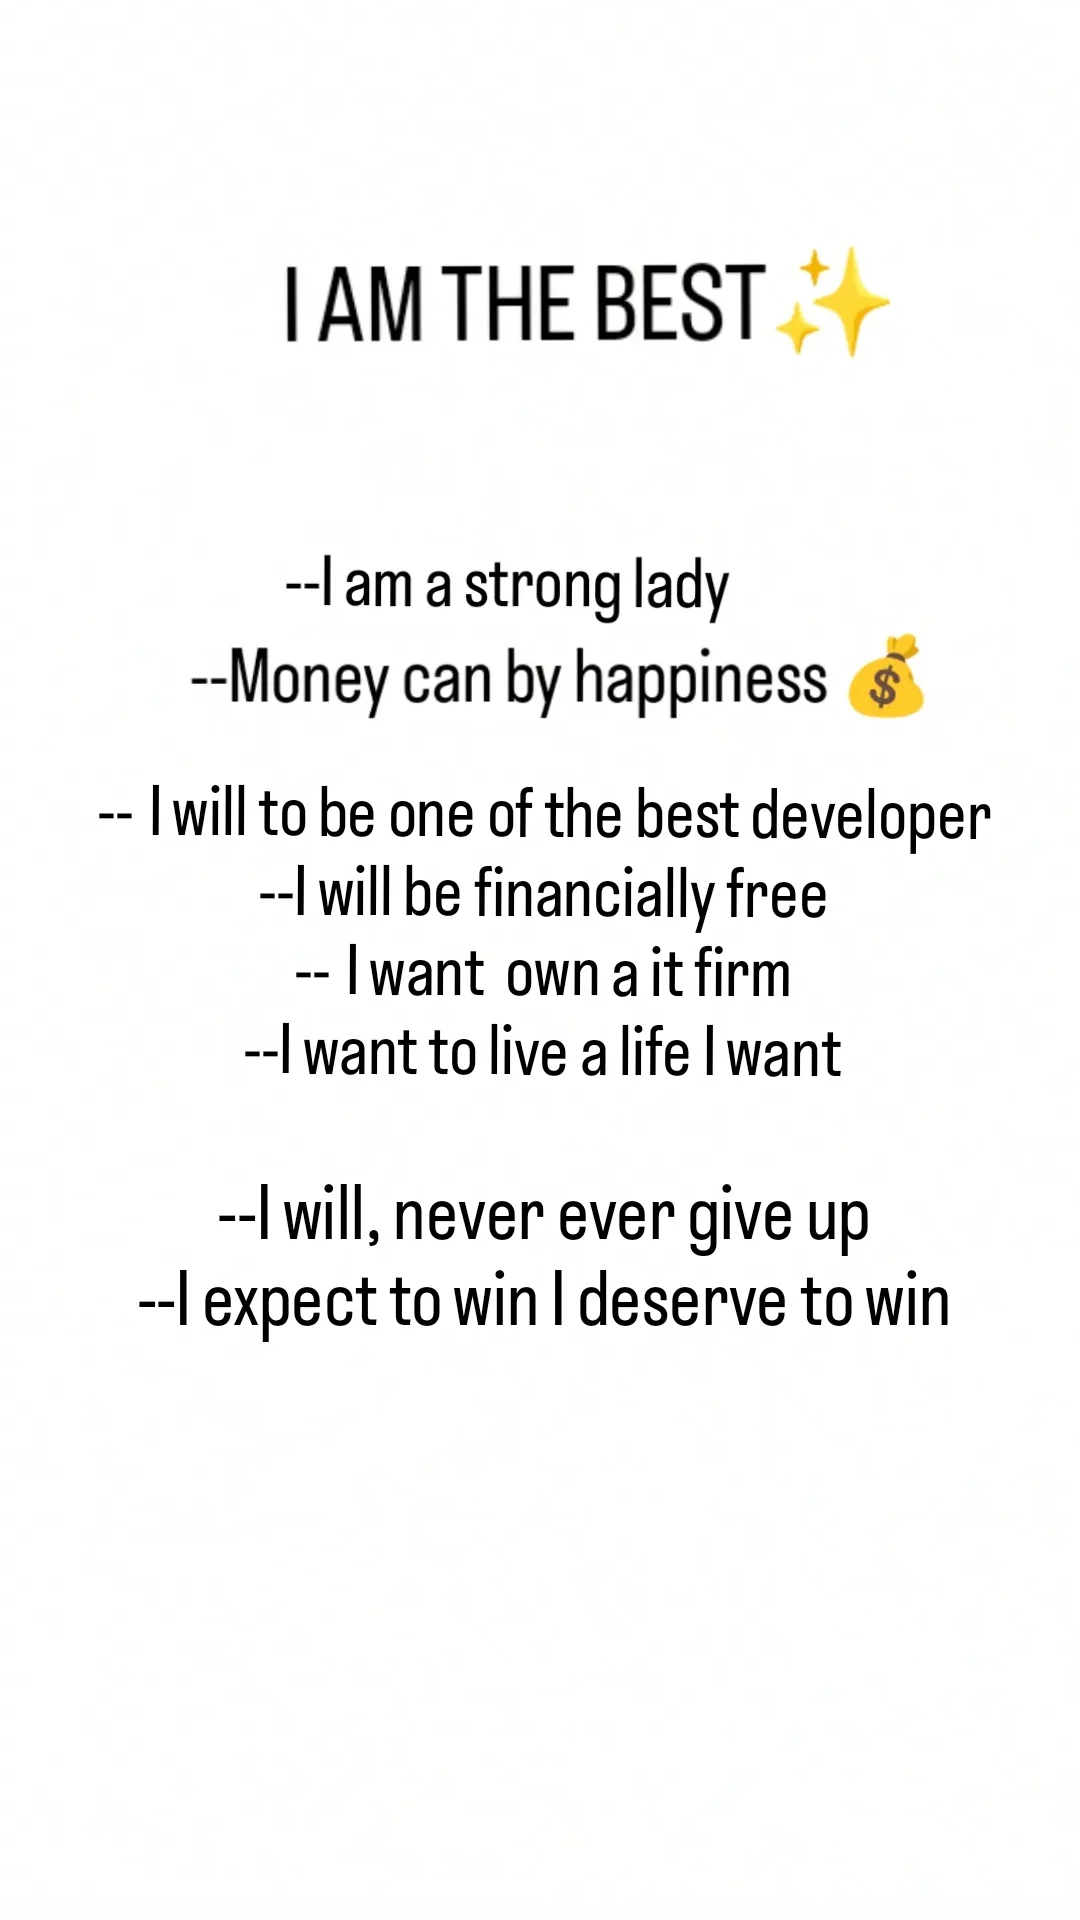 I AM THE BEST✨
--I am a strong lady
--Money can by happiness 💰
-- I will to be one of the best developer
--I will be financially free
-- I want  own a it firm
--I want to live a life I want
--I will, never ever give up
--I expect to win I deserve to win